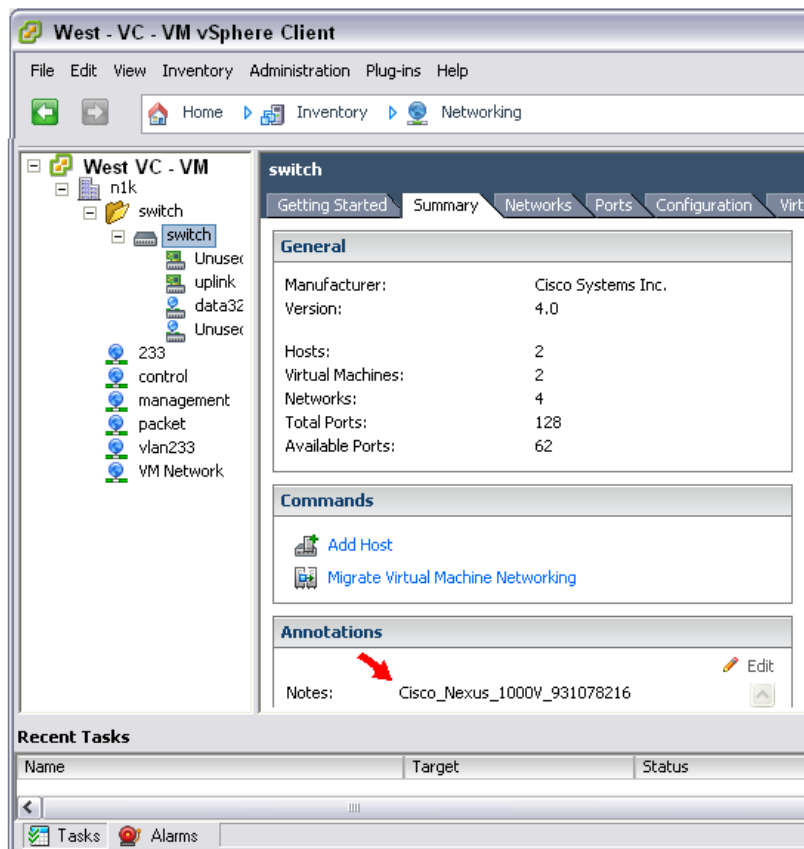 West - VC - VM vSphere Client
File Edit View Inventory Administration Plug-ins Help
Home Inventory Networking
West VC - VM
n1k
switch
switch
Unused
uplink
data32
Unused
233
control
management
packet
vlan233
VM Network
switch
Getting Started Summary Networks Ports Configuration Virt
General
Manufacturer: Cisco Systems Inc.
Version: 4.0
Hosts: 2
Virtual Machines: 2
Networks: 4
Total Ports: 128
Available Ports: 62
Commands
Add Host
Migrate Virtual Machine Networking
Annotations
Edit
Notes: Cisco_Nexus_1000V_931078216
Recent Tasks
Name Target Status
Tasks Alarms